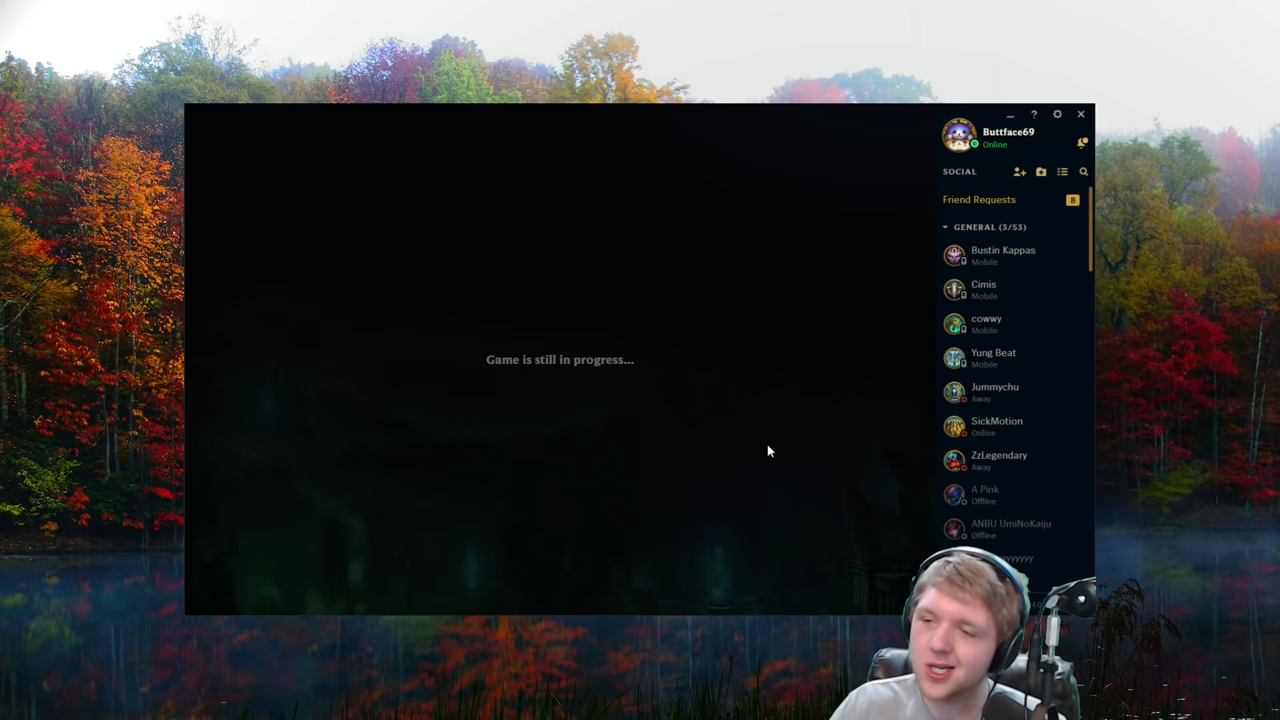 Buttface69
Online
SOCIAL
Friend Requests 8
GENERAL (3/53)
Bustin Kappas
Mobile
Cimis
Mobile
cowwy
Mobile
Yung Beat
Mobile
Game is still in progress...
Jummychu
Away
SickMotion
Online
ZzLegendary
Away
A Pink
Offline
ANBU UmiNoKaiju
Offline